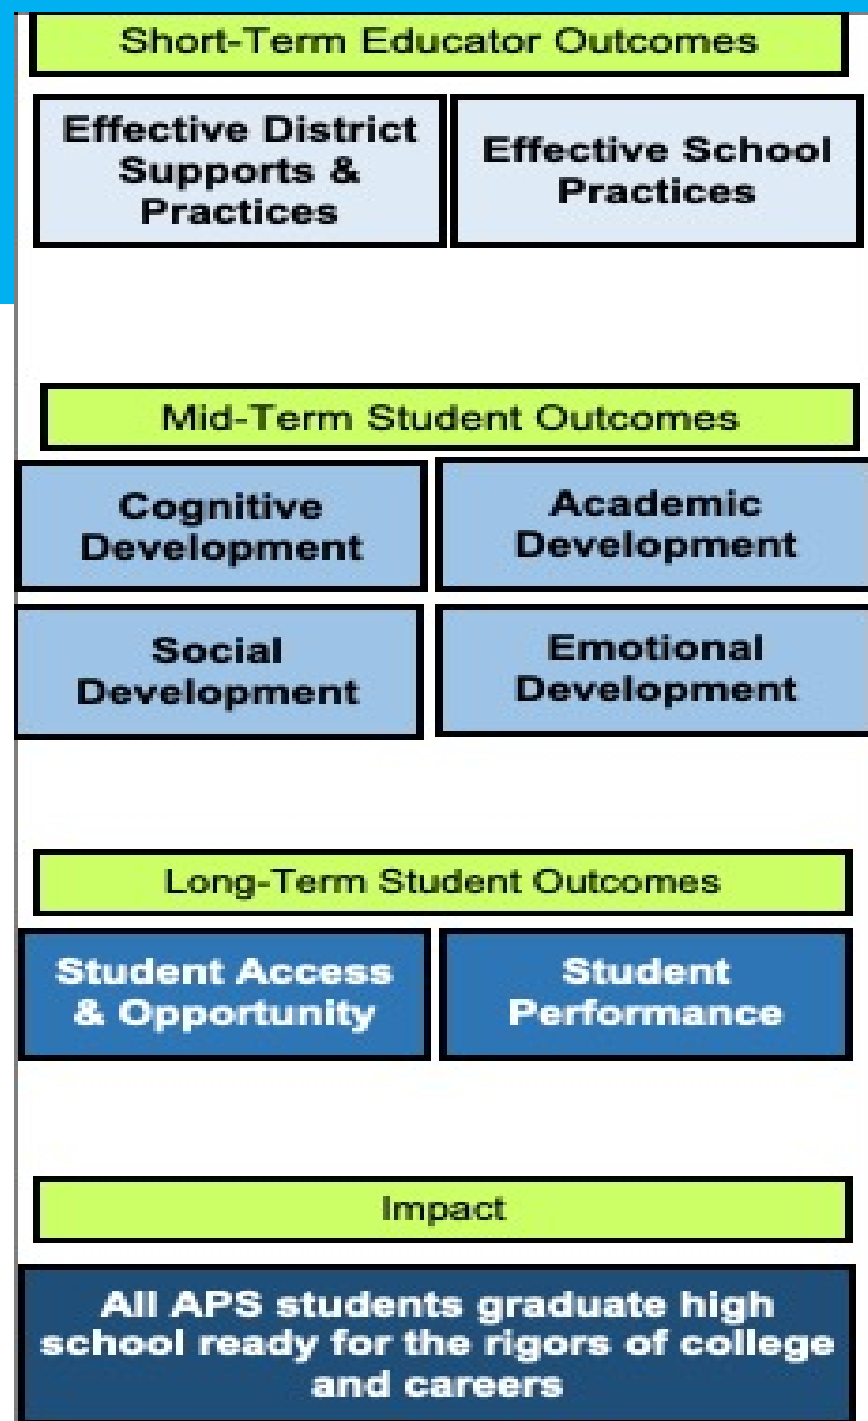 Short-Term Educator Outcomes
Effective District
Supports &
Practices
Effective School
Practices
Mid-Term Student Outcomes
Cognitive
Development
Academic
Development
Social
Development
Emotional
Development
Long-Term Student Outcomes
Student Access
& Opportunity
Student
Performance
Impact
All APS students graduate high
school ready for the rigors of college
and careers